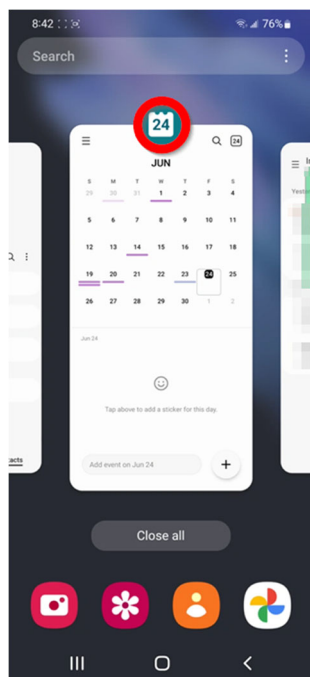 8:42 76%
Search
24
24
JUN
S M T W T F S
29 30 31 1 2 3 4
5 6 7 8 9 10 11
12 13 14 15 16 17 18
19 20 21 22 23 24 25
26 27 28 29 30 1 2
Jun 24
Tap above to add a sticker for this day.
Add event on Jun 24
Close all